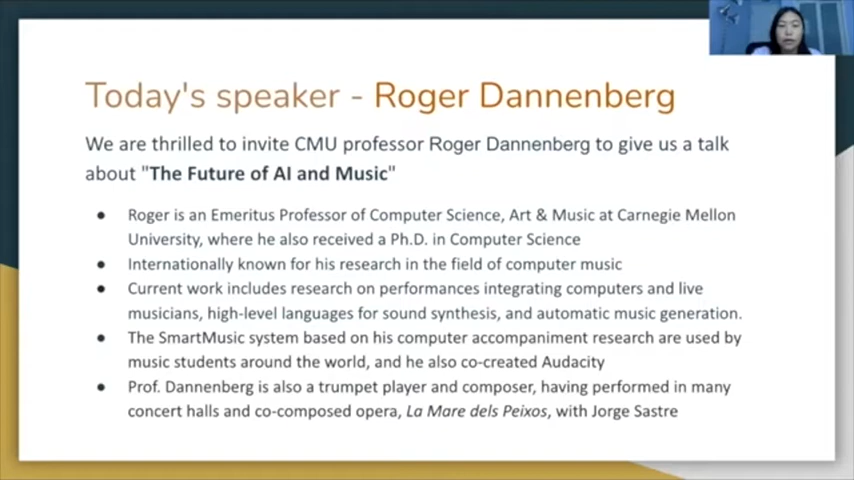 Today's speaker - Roger Dannenberg
We are thrilled to invite CMU professor Roger Dannenberg to give us a talk
about "The Future of AI and Music"
● Roger is an Emeritus Professor of Computer Science, Art & Music at Carnegie Mellon
University, where he also received a Ph.D. in Computer Science
● Internationally known for his research in the field of computer music
● Current work includes research on performances integrating computers and live
musicians, high-level languages for sound synthesis, and automatic music generation.
● The SmartMusic system based on his computer accompaniment research are used by
music students around the world, and he also co-created Audacity
● Prof. Dannenberg is also a trumpet player and composer, having performed in many
concert halls and co-composed opera, La Mare dels Peixos, with Jorge Sastre